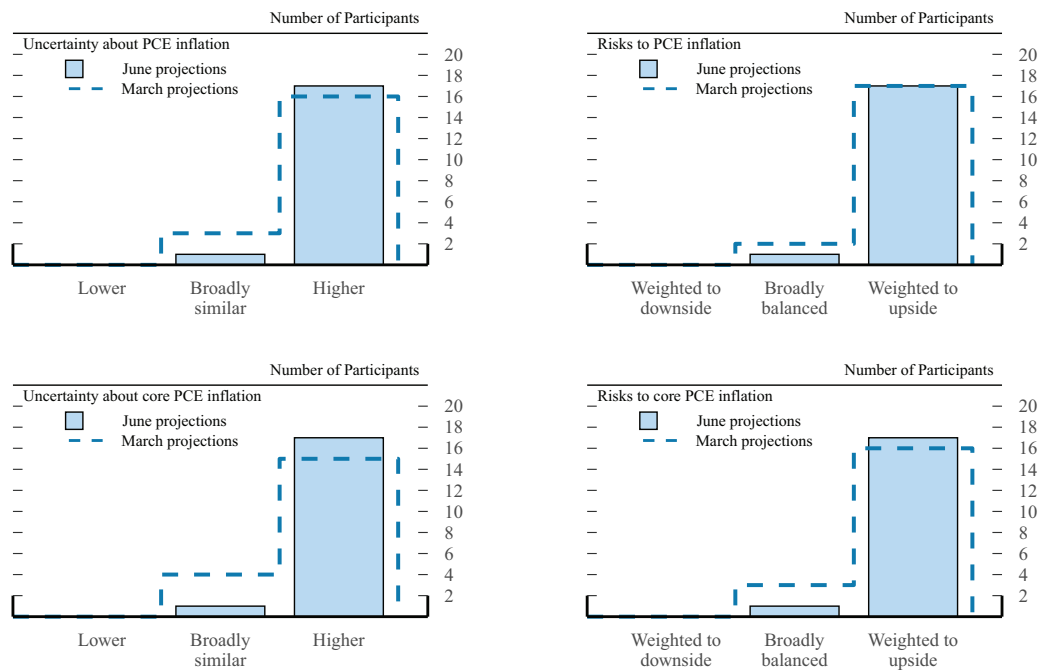 Number of Participants
Uncertainty about PCE inflation
June projections
March projections
20
18
16
14
12
10
8
6
4
2
Lower
Broadly
similar
Higher
Number of Participants
Risks to PCE inflation
June projections
March projections
20
18
16
14
12
10
8
6
4
2
Weighted to
downside
Broadly
balanced
Weighted to
upside
Number of Participants
Uncertainty about core PCE inflation
June projections
March projections
20
18
16
14
12
10
8
6
4
2
Lower
Broadly
similar
Higher
Number of Participants
Risks to core PCE inflation
June projections
March projections
20
18
16
14
12
10
8
6
4
2
Weighted to
downside
Broadly
balanced
Weighted to
upside